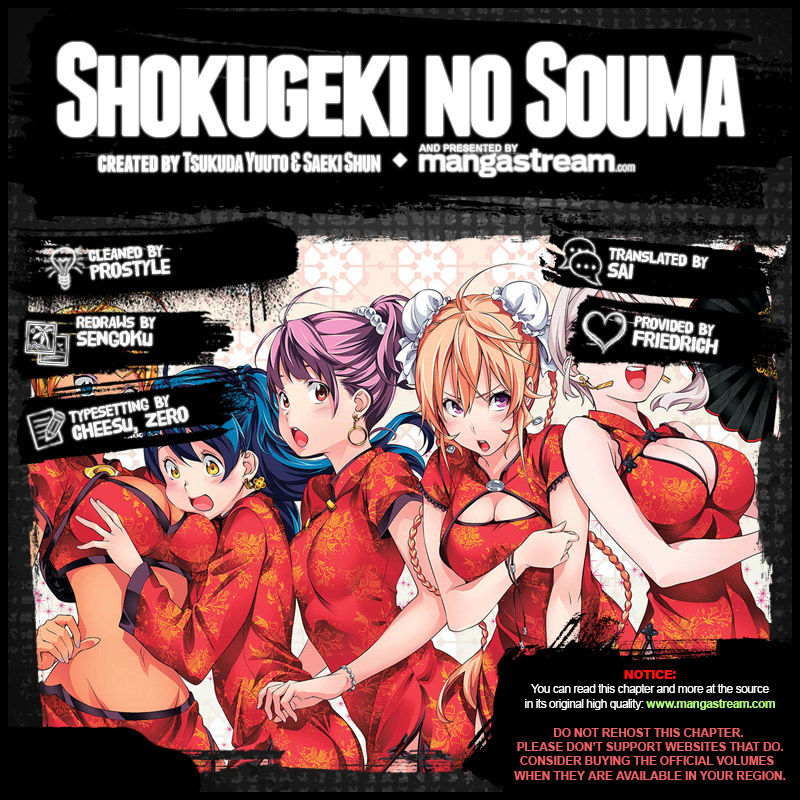 SHOKUGEKI NO SOUMA
CREATED BY TSUKUDA YUUTO & SAEKI SHUN ◆ AND PRESENTED BY mangastream.com
CLEANED BY
PROSTYLE
REDRAWS BY
SENGOKU
TYPESETTING BY
CHEESU, ZERO
TRANSLATED BY
SAI
PROVIDED BY
FRIEDRICH
NOTICE:
You can read this chapter and more at the source
in its original high quality: www.mangastream.com
DO NOT REHOST THIS CHAPTER.
PLEASE DON'T SUPPORT WEBSITES THAT DO.
CONSIDER BUYING THE OFFICIAL VOLUMES
WHEN THEY ARE AVAILABLE IN YOUR REGION.